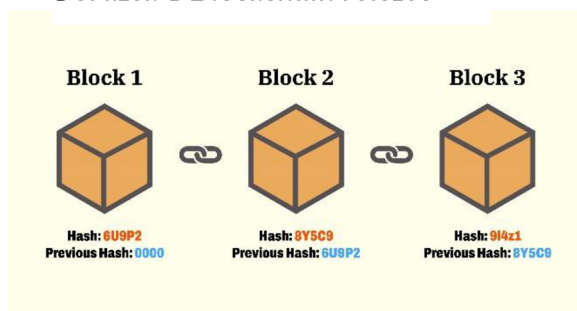 Block 1
Block 2
Block 3
Hash: 6U9P2
Previous Hash: 0000
Hash: 8Y5C9
Previous Hash: 6U9P2
Hash: 9I4z1
Previous Hash: 8Y5C9